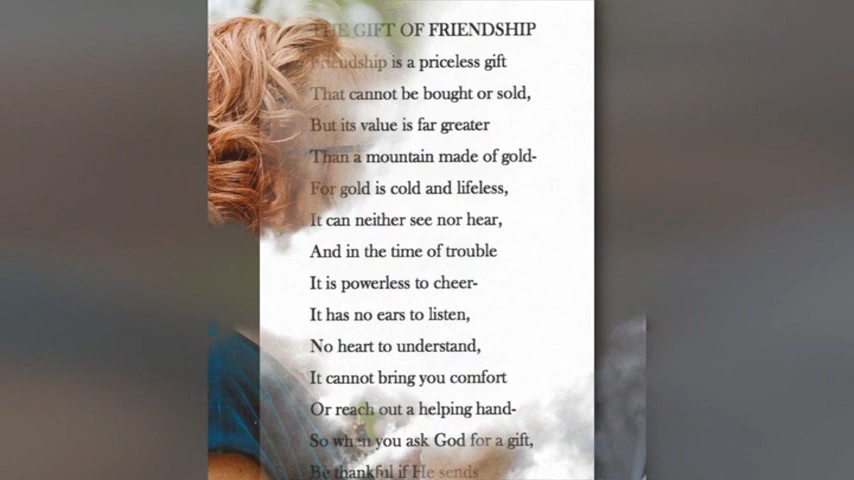 THE GIFT OF FRIENDSHIP
Friendship is a priceless gift
That cannot be bought or sold,
But its value is far greater
Than a mountain made of gold-
For gold is cold and lifeless,
It can neither see nor hear,
And in the time of trouble
It is powerless to cheer-
It has no ears to listen,
No heart to understand,
It cannot bring you comfort
Or reach out a helping hand-
So when you ask God for a gift,
Be thankful if He sends